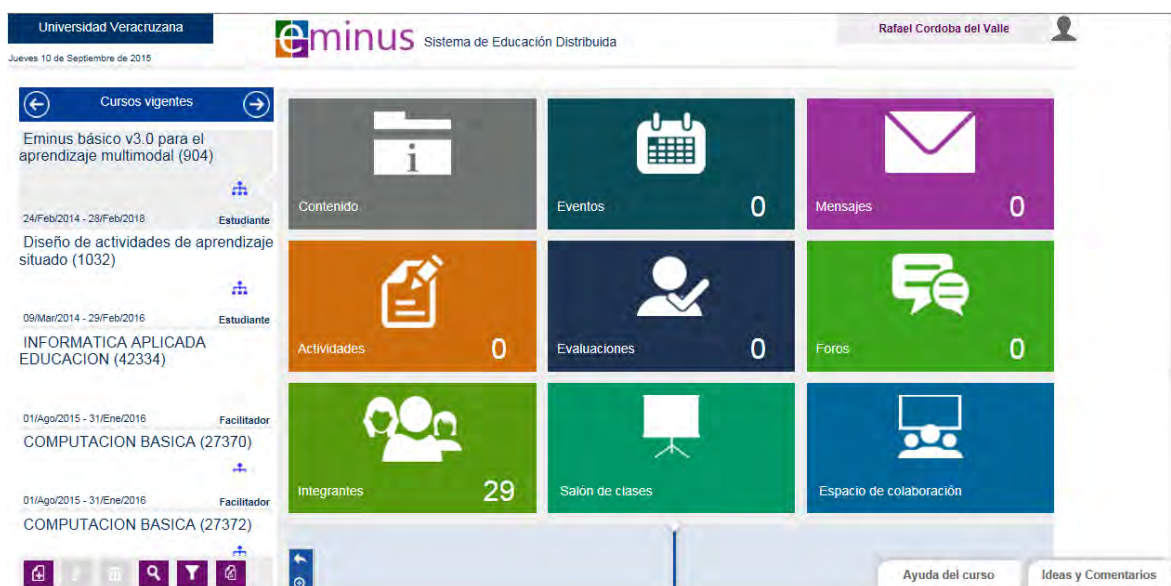 Universidad Veracruzana
eminus Sistema de Educación Distribuida
Rafael Cordoba del Valle
Jueves 10 de Septiembre de 2015
Cursos vigentes
Eminus básico v3.0 para el
aprendizaje multimodal (904)
24/Feb/2014 - 28/Feb/2018 Estudiante
Diseño de actividades de aprendizaje
situado (1032)
09/Mar/2014 - 29/Feb/2016 Estudiante
INFORMATICA APLICADA
EDUCACION (42334)
01/Ago/2015 - 31/Ene/2016 Facilitador
COMPUTACION BASICA (27370)
01/Ago/2015 - 31/Ene/2016 Facilitador
COMPUTACION BASICA (27372)
i
Contenido
Eventos 0
Mensajes 0
Actividades 0
Evaluaciones 0
Foros 0
Integrantes 29
Salón de clases
Espacio de colaboración
Ayuda del curso
Ideas y Comentarios